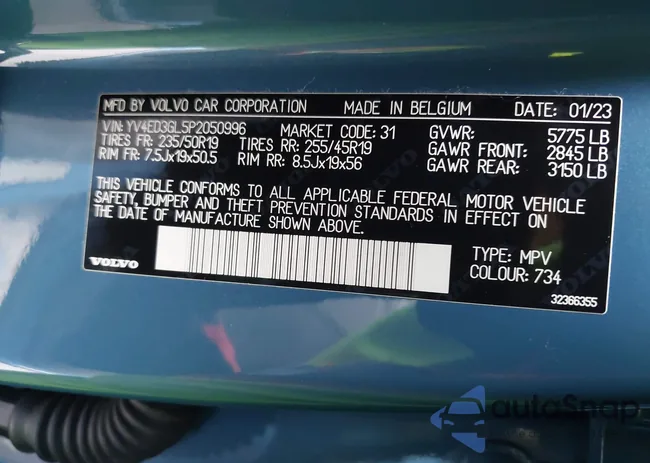 MFD BY VOLVO CAR CORPORATION MADE IN BELGIUM DATE: 01/23
VIN: YV4ED3GL5P2050996 MARKET CODE: 31 GVWR: 5775 LB
TIRES FR: 235/50R19 TIRES RR: 255/45R19 GAWR FRONT: 2845 LB
RIM FR: 7.5Jx19x50.5 RIM RR: 8.5Jx19x56 GAWR REAR: 3150 LB
THIS VEHICLE CONFORMS TO ALL APPLICABLE FEDERAL MOTOR VEHICLE
SAFETY, BUMPER AND THEFT PREVENTION STANDARDS IN EFFECT ON
THE DATE OF MANUFACTURE SHOWN ABOVE.
TYPE: MPV
VOLVO COLOUR: 734
32366355
autoSnap